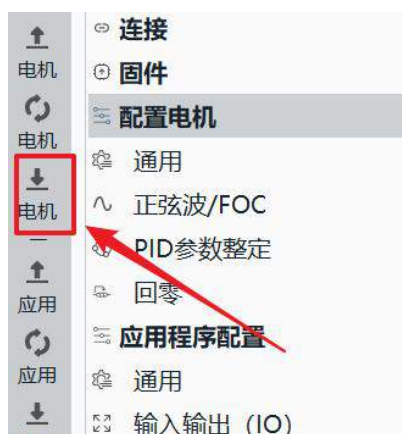 电机
电机
电机
应用
应用
连接
固件
配置电机
通用
正弦波/FOC
PID参数整定
回零
应用程序配置
通用
输入输出（IO）